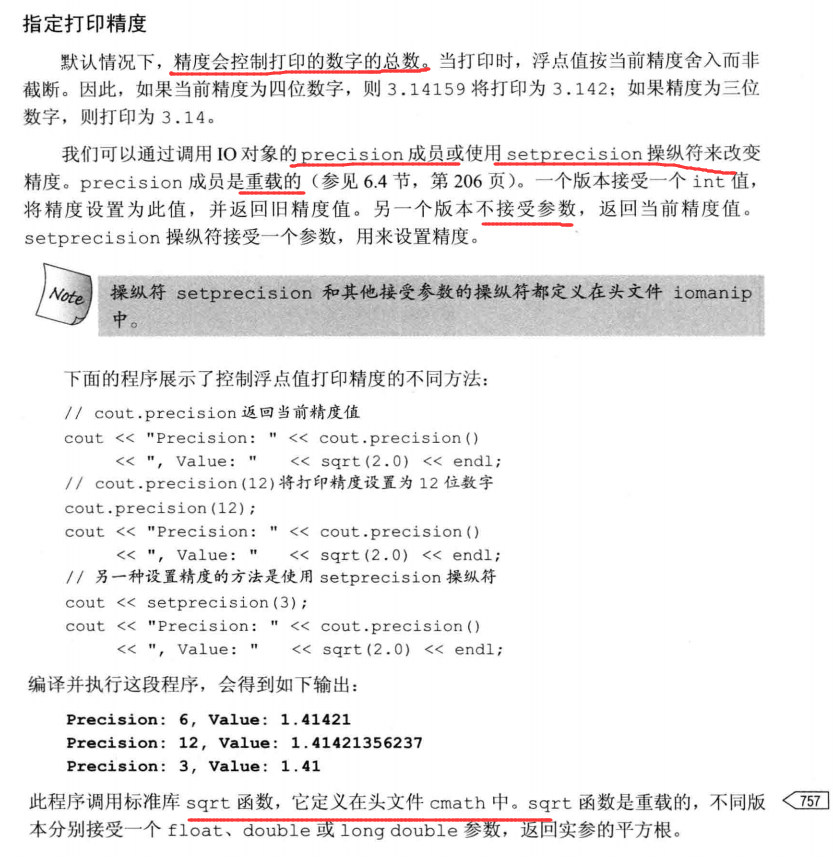 指定打印精度
默认情况下，精度会控制打印的数字的总数。当打印时，浮点值按当前精度舍入而非
截断。因此，如果当前精度为四位数字，则 3.14159 将打印为 3.142；如果精度为三位
数字，则打印为 3.14。
我们可以通过调用 IO 对象的 precision 成员或使用 setprecision 操纵符来改变
精度。precision 成员是重载的（参见 6.4 节，第 206 页）。一个版本接受一个 int 值，
将精度设置为此值，并返回旧精度值。另一个版本不接受参数，返回当前精度值。
setprecision 操纵符接受一个参数，用来设置精度。
Note
操纵符 setprecision 和其他接受参数的操纵符都定义在头文件 iomanip
中。
下面的程序展示了控制浮点值打印精度的不同方法：
// cout.precision 返回当前精度值
cout << "Precision: " << cout.precision()
<< ", Value: " << sqrt(2.0) << endl;
// cout.precision(12)将打印精度设置为 12 位数字
cout.precision(12);
cout << "Precision: " << cout.precision()
<< ", Value: " << sqrt(2.0) << endl;
// 另一种设置精度的方法是使用 setprecision 操纵符
cout << setprecision(3);
cout << "Precision: " << cout.precision()
<< ", Value: " << sqrt(2.0) << endl;
编译并执行这段程序，会得到如下输出：
Precision: 6, Value: 1.41421
Precision: 12, Value: 1.41421356237
Precision: 3, Value: 1.41
此程序调用标准库 sqrt 函数，它定义在头文件 cmath 中。sqrt 函数是重载的，不同版 757
本分别接受一个 float、double 或 long double 参数，返回实参的平方根。